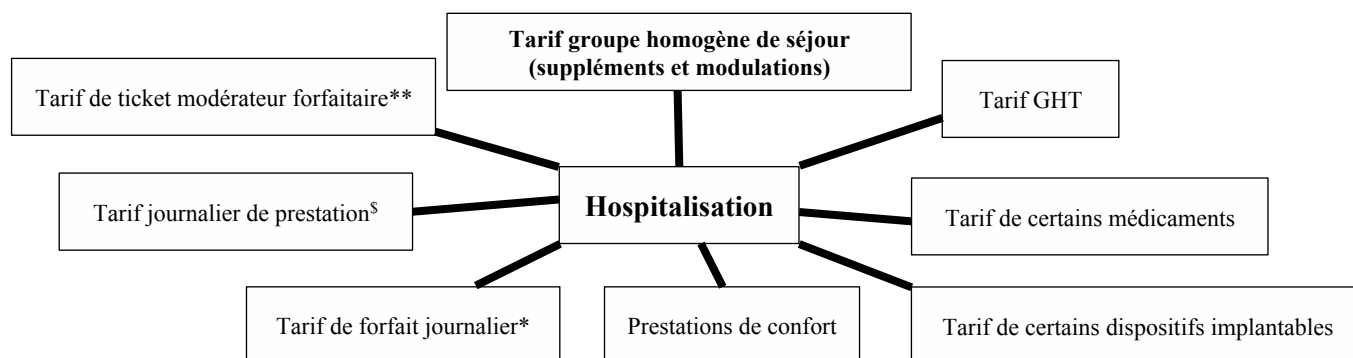 Tarif groupe homogène de séjour
(suppléments et modulations)
Tarif de ticket modérateur forfaitaire**
Tarif GHT
Tarif journalier de prestation$
Hospitalisation
Tarif de certains médicaments
Tarif de forfait journalier*
Prestations de confort
Tarif de certains dispositifs implantables